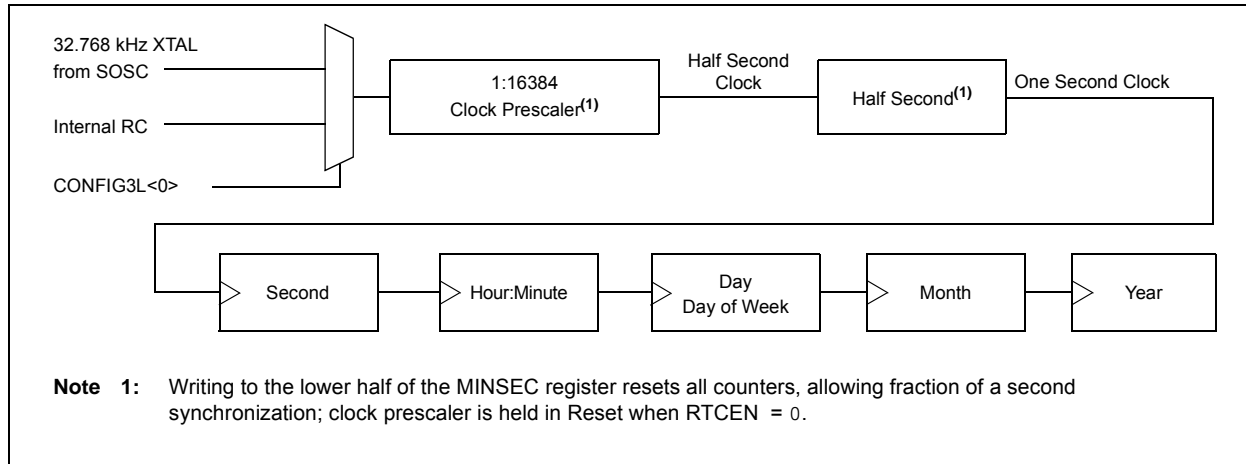 32.768 kHz XTAL
from SOSC
Internal RC
CONFIG3L<0>
1:16384
Clock Prescaler(1)
Half Second
Clock
Half Second(1)
One Second Clock
Second
Hour:Minute
Day
Day of Week
Month
Year
Note 1: Writing to the lower half of the MINSEC register resets all counters, allowing fraction of a second
synchronization; clock prescaler is held in Reset when RTCEN = 0.